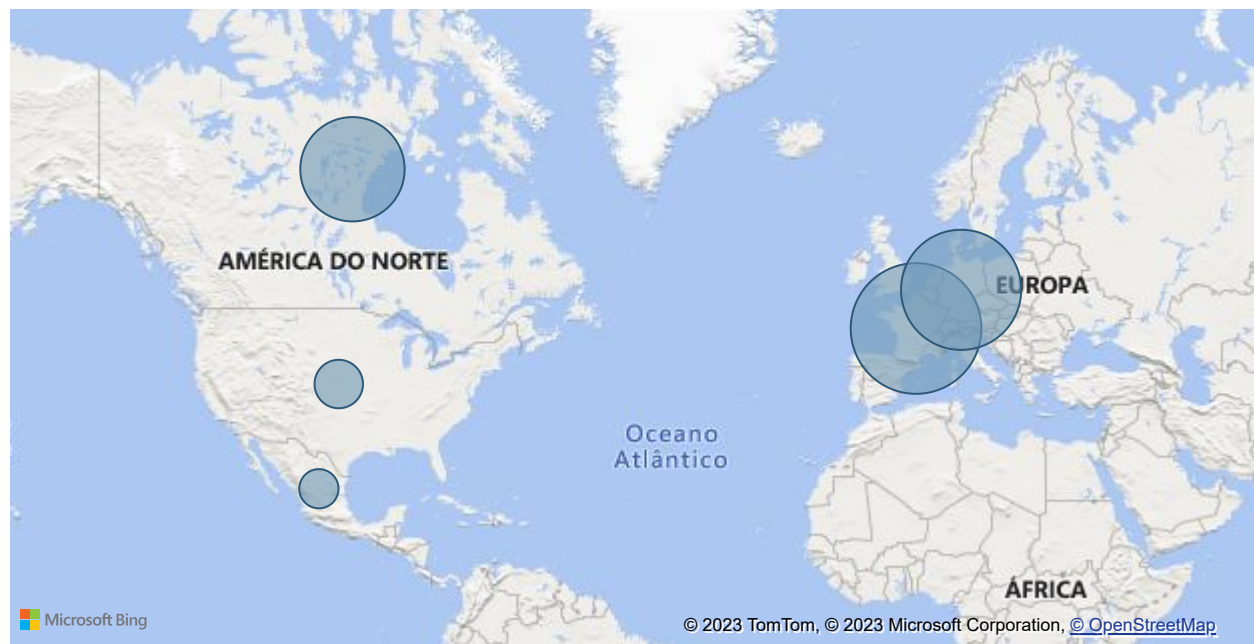 AMÉRICA DO NORTE
EUROPA
Oceano
Atlântico
ÁFRICA
Microsoft Bing
© 2023 TomTom, © 2023 Microsoft Corporation, © OpenStreetMap